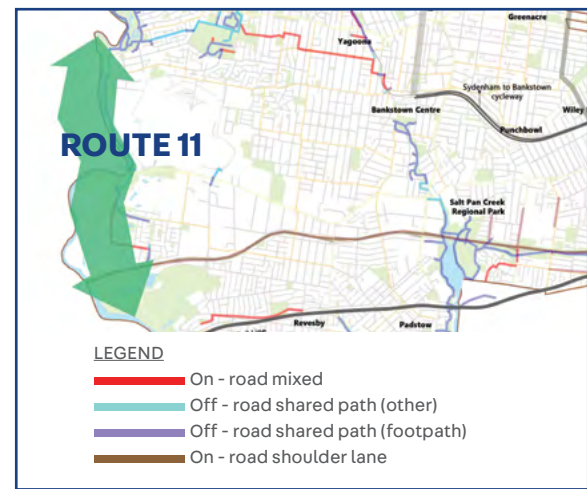 Greenacre
Yagoona
Sydenham to Bankstown
cycleway
Bankstown Centre
Wiley
Punchbowl
ROUTE 11
Salt Pan Creek
Regional Park
Revesby
Padstow
LEGEND
On - road mixed
Off - road shared path (other)
Off - road shared path (footpath)
On - road shoulder lane